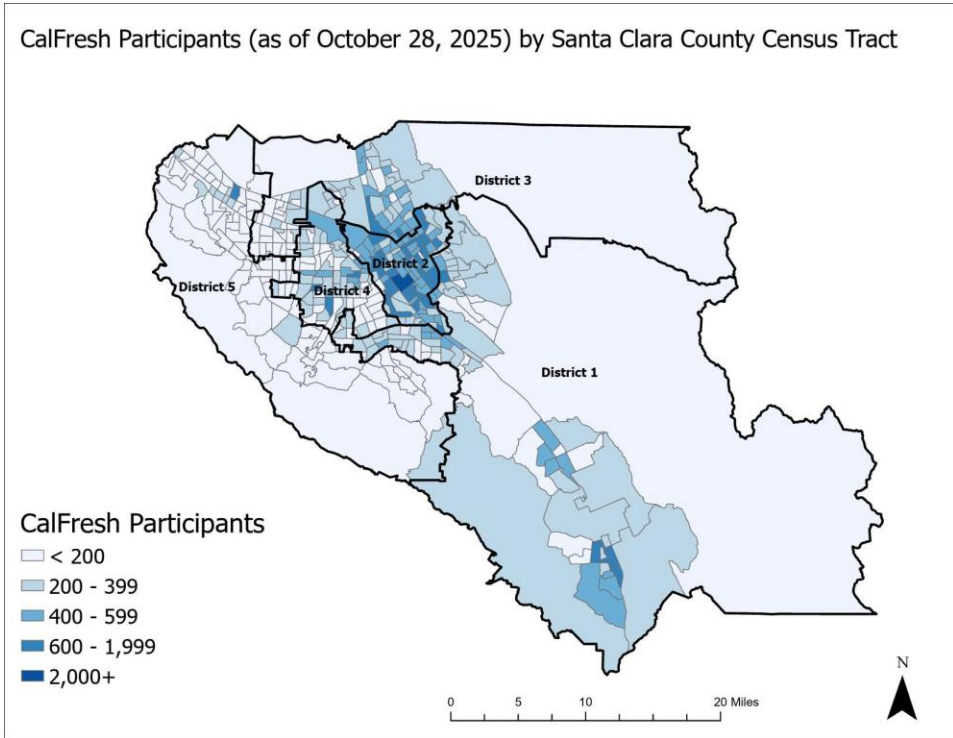 CalFresh Participants (as of October 28, 2025) by Santa Clara County Census Tract
District 3
District 2
District 5
District 4
District 1
CalFresh Participants
< 200
200 - 399
400 - 599
600 - 1,999
2,000+
N
0 5 10 20 Miles